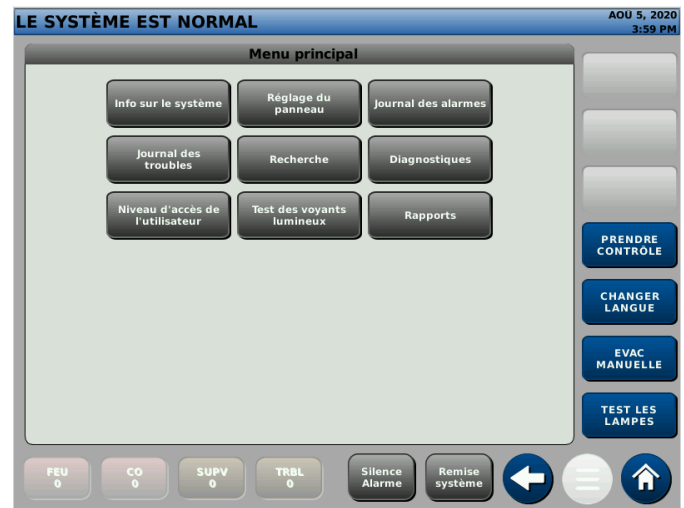 LE SYSTÈME EST NORMAL
AOÛ 5, 2020
3:59 PM
Menu principal
Info sur le système
Réglage du
panneau
Journal des alarmes
Journal des
troubles
Recherche
Diagnostiques
Niveau d'accès de
l'utilisateur
Test des voyants
lumineux
Rapports
PRENDRE
CONTRÔLE
CHANGER
LANGUE
EVAC
MANUELLE
TEST LES
LAMPES
FEU
0
CO
0
SUPV
0
TRBL
0
Silence
Alarme
Remise
système